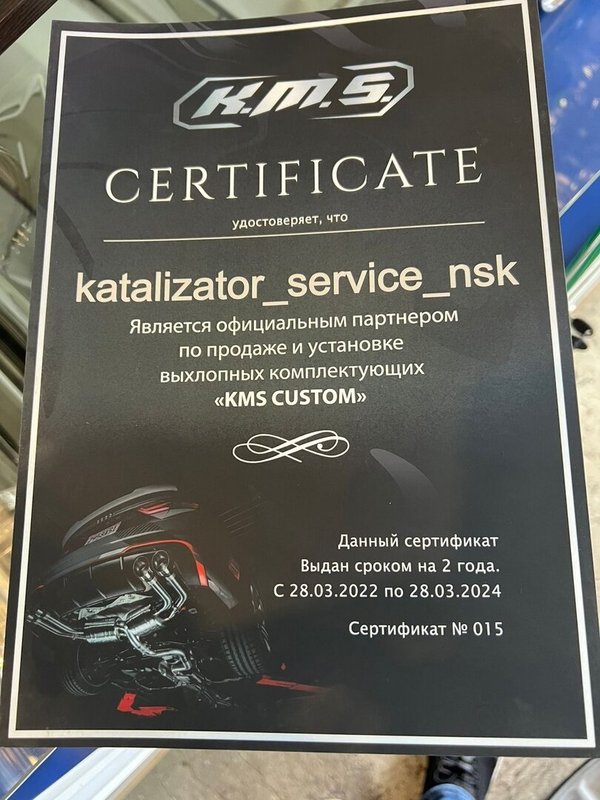 K.M.S.
CERTIFICATE
удостоверяет, что
katalizator_service_nsk
Является официальным партнером
по продаже и установке
выхлопных комплектующих
«KMS CUSTOM»
Данный сертификат
Выдан сроком на 2 года.
С 28.03.2022 по 28.03.2024
Сертификат № 015